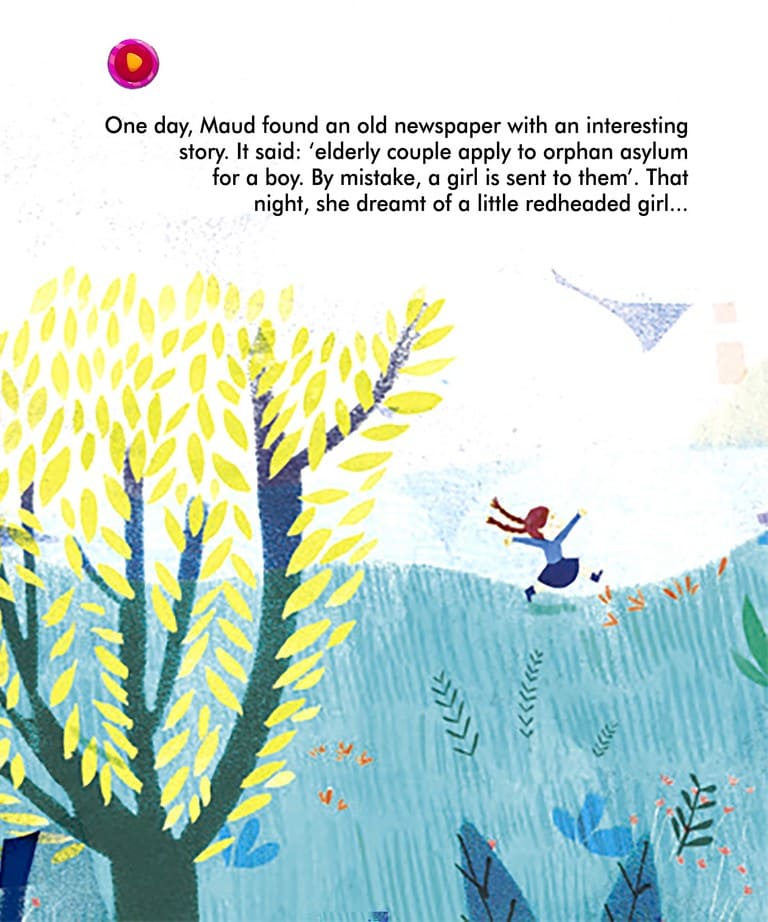 One day, Maud found an old newspaper with an interesting
story. It said: ‘elderly couple apply to orphan asylum
for a boy. By mistake, a girl is sent to them’. That
night, she dreamt of a little redheaded girl...